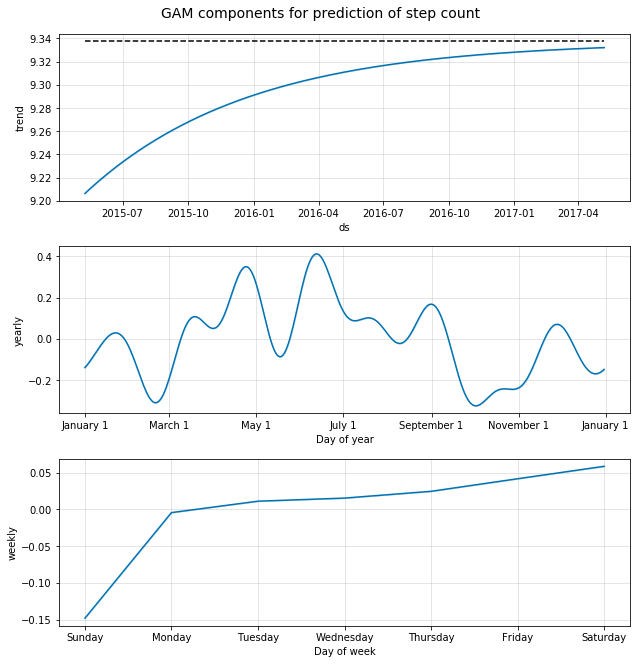 GAM components for prediction of step count
9.34
9.32
9.30
9.28
9.26
9.24
9.22
9.20
trend
2015-07 2015-10 2016-01 2016-04 2016-07 2016-10 2017-01 2017-04
ds
0.4
0.2
0.0
−0.2
yearly
January 1 March 1 May 1 July 1 September 1 November 1 January 1
Day of year
0.05
0.00
−0.05
−0.10
−0.15
weekly
Sunday Monday Tuesday Wednesday Thursday Friday Saturday
Day of week